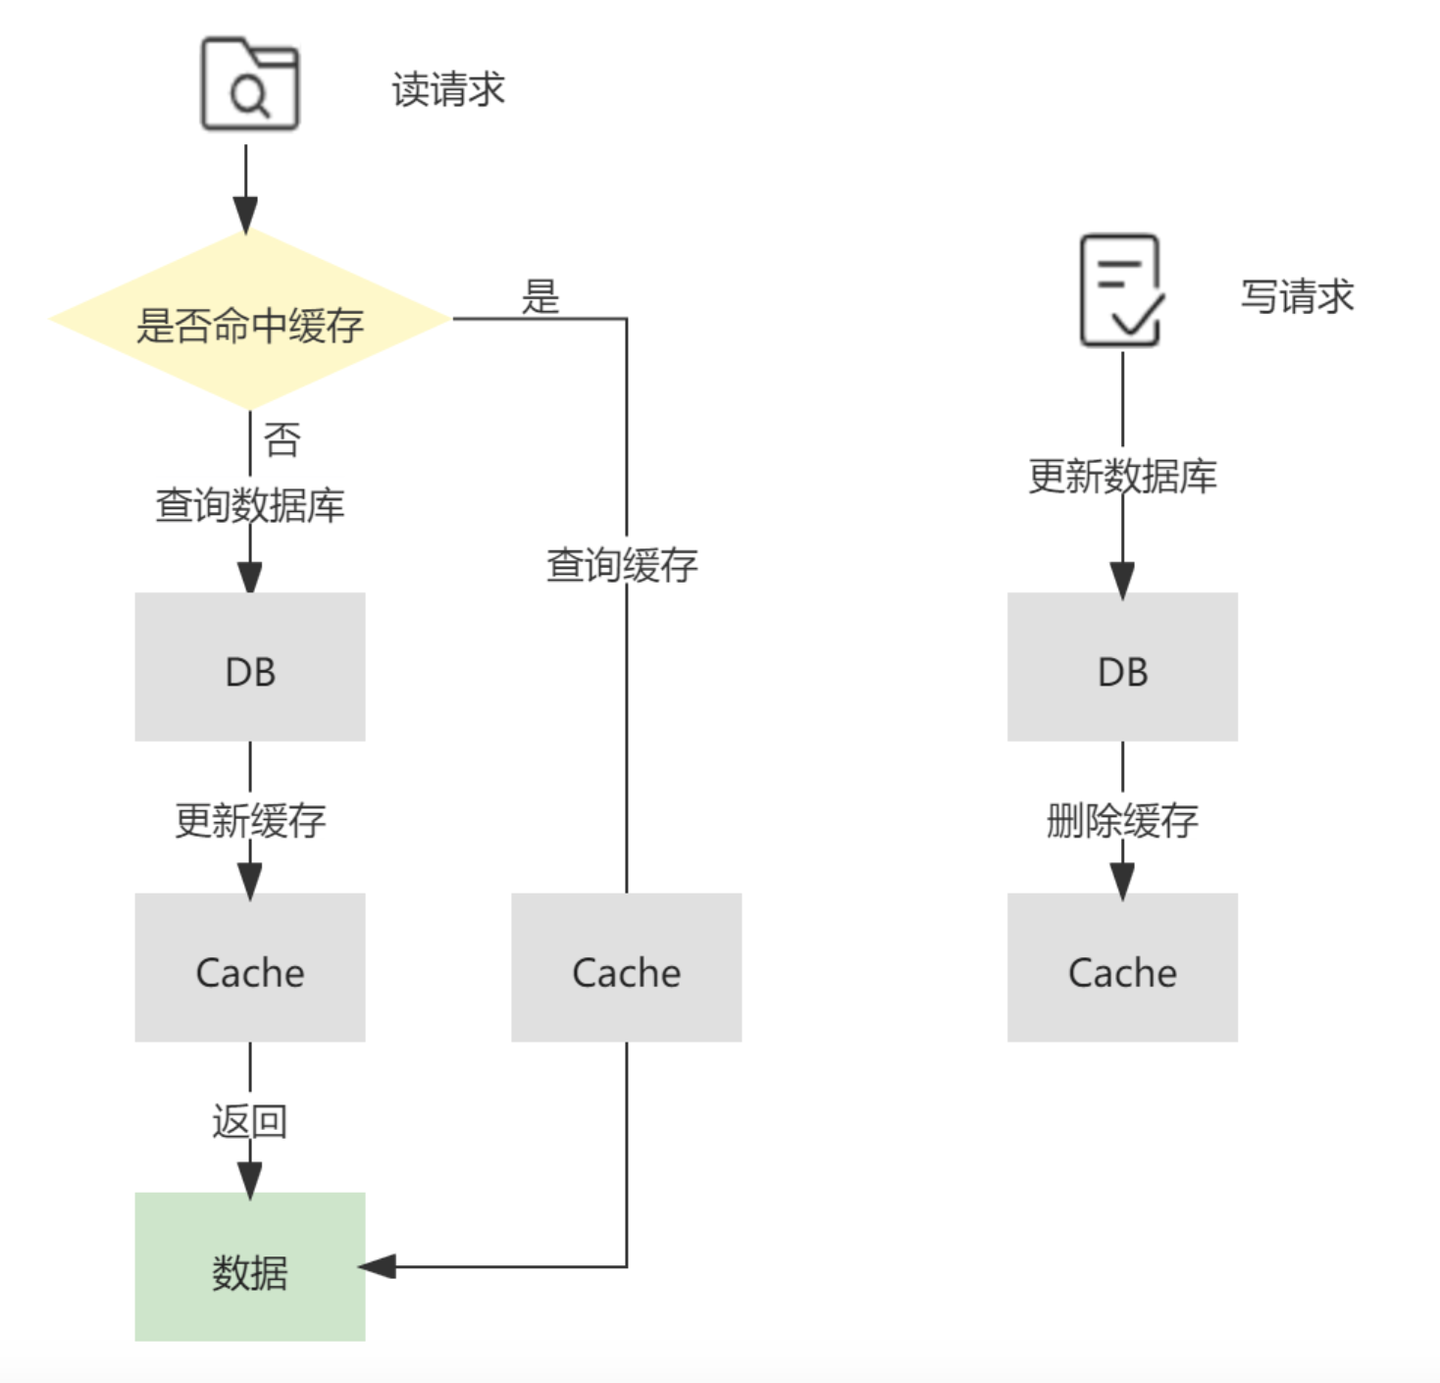 读请求
是否命中缓存
是
否
查询数据库
查询缓存
DB
更新缓存
Cache
Cache
返回
数据
写请求
更新数据库
DB
删除缓存
Cache